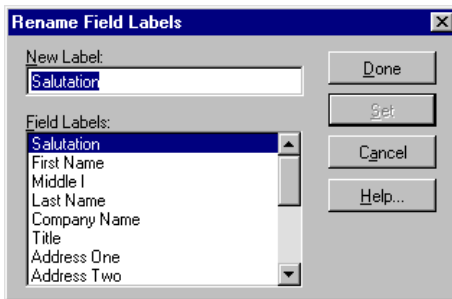 Rename Field Labels
New Label:
Salutation
Done
Set
Field Labels:
Salutation
First Name
Middle I
Last Name
Company Name
Title
Address One
Address Two
Cancel
Help...